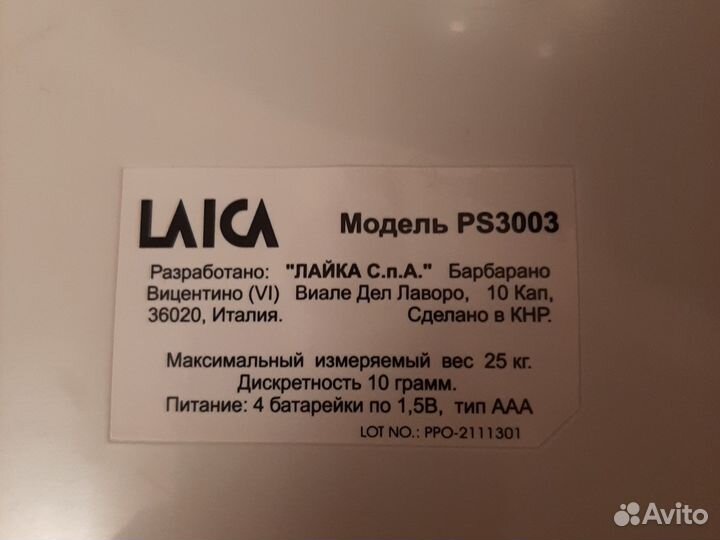 LAICA Модель PS3003
Разработано: "ЛАЙКА С.п.А." Барбарано
Вицентино (VI) Виале Дел Лаворо, 10 Кап,
36020, Италия. Сделано в КНР.
Максимальный измеряемый вес 25 кг.
Дискретность 10 грамм.
Питание: 4 батарейки по 1,5В, тип ААА
LOT NO.: PPO-2111301
Avito